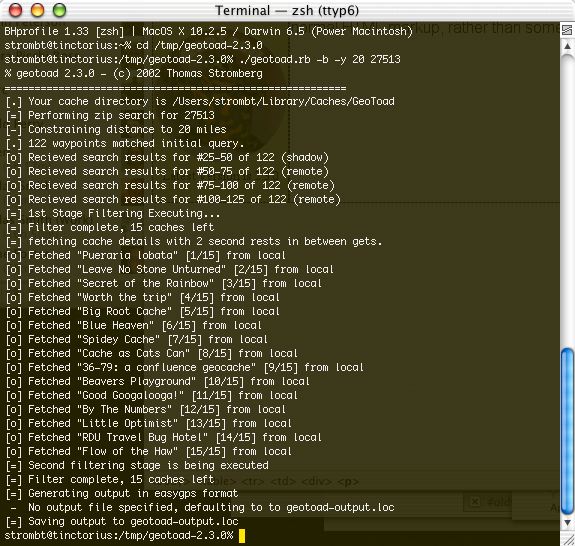 Terminal — zsh (ttyp6)
BHprofile 1.33 [zsh] | MacOS X 10.2.5 / Darwin 6.5 (Power Macintosh)
strombt@tinctorius:~% cd /tmp/geotoad-2.3.0
strombt@tinctorius:/tmp/geotoad-2.3.0% ./geotoad.rb -b -y 20 27513
% geotoad 2.3.0 - (c) 2002 Thomas Stromberg
====================================================
[.] Your cache directory is /Users/strombt/Library/Caches/GeoToad
[=] Performing zip search for 27513
[-] Constraining distance to 20 miles
[.] 122 waypoints matched initial query.
[o] Recieved search results for #25-50 of 122 (shadow)
[o] Recieved search results for #50-75 of 122 (remote)
[o] Recieved search results for #75-100 of 122 (remote)
[o] Recieved search results for #100-125 of 122 (remote)
[=] 1st Stage Filtering Executing...
[=] Filter complete, 15 caches left
[=] fetching cache details with 2 second rests in between gets.
[o] Fetched "Pueraria lobata" [1/15] from local
[o] Fetched "Leave No Stone Unturned" [2/15] from local
[o] Fetched "Secret of the Rainbow" [3/15] from local
[o] Fetched "Worth the trip" [4/15] from local
[o] Fetched "Big Root Cache" [5/15] from local
[o] Fetched "Blue Heaven" [6/15] from local
[o] Fetched "Spidey Cache" [7/15] from local
[o] Fetched "Cache as Cats Can" [8/15] from local
[o] Fetched "36-79: a confluence geocache" [9/15] from local
[o] Fetched "Beavers Playground" [10/15] from local
[o] Fetched "Good Googalooga!" [11/15] from local
[o] Fetched "By The Numbers" [12/15] from local
[o] Fetched "Little Optimist" [13/15] from local
[o] Fetched "RDU Travel Bug Hotel" [14/15] from local
[o] Fetched "Flow of the Haw" [15/15] from local
[=] Second filtering stage is being executed
[=] Filter complete, 15 caches left
[=] Generating output in easygps format
- No output file specified, defaulting to to geotoad-output.loc
[=] Saving output to geotoad-output.loc
strombt@tinctorius:/tmp/geotoad-2.3.0%
rather than some
<tr> <td> <div> <p>